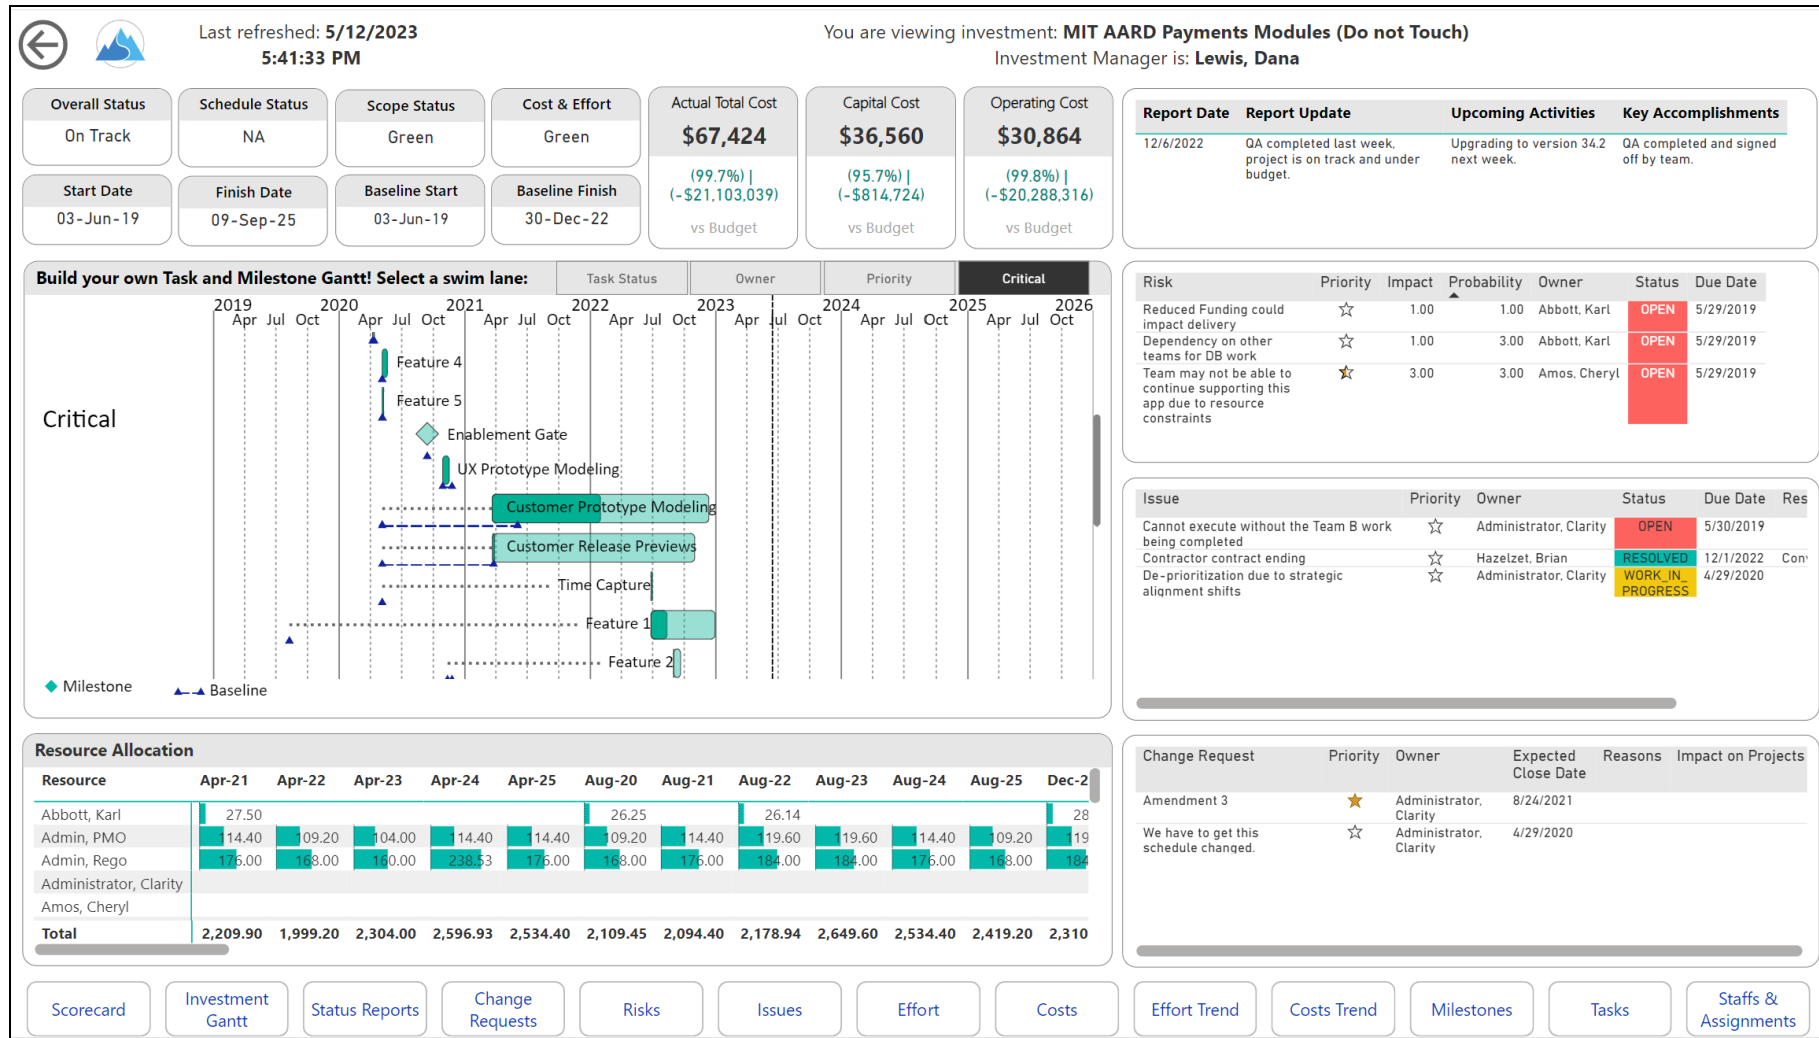 Last refreshed: 5/12/2023
5:41:33 PM
You are viewing investment: MIT AARD Payments Modules (Do not Touch)
Investment Manager is: Lewis, Dana
Overall Status
On Track
Schedule Status
NA
Scope Status
Green
Cost & Effort
Green
Start Date
03-Jun-19
Finish Date
09-Sep-25
Baseline Start
03-Jun-19
Baseline Finish
30-Dec-22
Actual Total Cost
$67,424
(99.7%) |
(-$21,103,039)
vs Budget
Capital Cost
$36,560
(95.7%) |
(-$814,724)
vs Budget
Operating Cost
$30,864
(99.8%) |
(-$20,288,316)
vs Budget
Report Date Report Update Upcoming Activities Key Accomplishments
12/6/2022 QA completed last week, Upgrading to version 34.2 QA completed and signed
project is on track and under next week. off by team.
budget.
Build your own Task and Milestone Gantt! Select a swim lane: Task Status Owner Priority Critical
2019 2020 2021 2022 2023 2024 2025 2026
Apr Jul Oct Apr Jul Oct Apr Jul Oct Apr Jul Oct Apr Jul Oct Apr Jul Oct Apr Jul Oct
Critical
Feature 4
Feature 5
Enablement Gate
UX Prototype Modeling
Customer Prototype Modeling
Customer Release Previews
Time Capture
Feature 1
Feature 2
Milestone Baseline
Risk Priority Impact Probability Owner Status Due Date
Reduced Funding could 1.00 1.00 Abbott, Karl OPEN 5/29/2019
impact delivery
Dependency on other 1.00 3.00 Abbott, Karl OPEN 5/29/2019
teams for DB work
Team may not be able to 3.00 3.00 Amos, Cheryl OPEN 5/29/2019
continue supporting this
app due to resource
constraints
Issue Priority Owner Status Due Date Res
Cannot execute without the Team B work Administrator, Clarity OPEN 5/30/2019
being completed
Contractor contract ending Hazelzet, Brian RESOLVED 12/1/2022 Con
De-prioritization due to strategic Administrator, Clarity WORK_IN_ 4/29/2020
alignment shifts PROGRESS
Resource Allocation
Resource Apr-21 Apr-22 Apr-23 Apr-24 Apr-25 Aug-20 Aug-21 Aug-22 Aug-23 Aug-24 Aug-25 Dec-2
Abbott, Karl 27.50 26.25 26.14 28
Admin, PMO 114.40 109.20 104.00 114.40 114.40 109.20 114.40 119.60 119.60 114.40 109.20 119
Admin, Rego 176.00 168.00 160.00 238.53 176.00 168.00 176.00 184.00 184.00 176.00 168.00 184
Administrator, Clarity
Amos, Cheryl
Total 2,209.90 1,999.20 2,304.00 2,596.93 2,534.40 2,109.45 2,094.40 2,178.94 2,649.60 2,534.40 2,419.20 2,310
Change Request Priority Owner Expected Reasons Impact on Projects
Close Date
Amendment 3 Administrator, 8/24/2021
Clarity
We have to get this Administrator, 4/29/2020
schedule changed. Clarity
Scorecard
Investment
Gantt
Status Reports
Change
Requests
Risks
Issues
Effort
Costs
Effort Trend
Costs Trend
Milestones
Tasks
Staffs &
Assignments